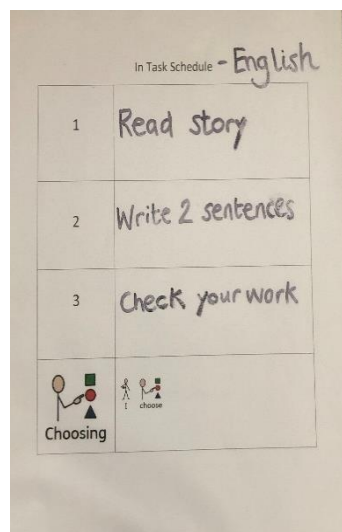 In Task Schedule - English
1 Read story
2 Write 2 sentences
3 Check your work
Choosing
I choose